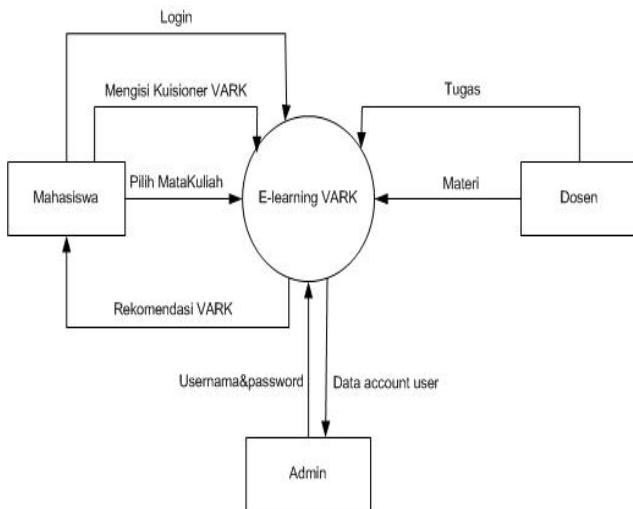 Login
Mengisi Kuisioner VARK
Tugas
Mahasiswa
Pilih MataKuliah
E-learning VARK
Materi
Dosen
Rekomendasi VARK
Usernama&password
Data account user
Admin